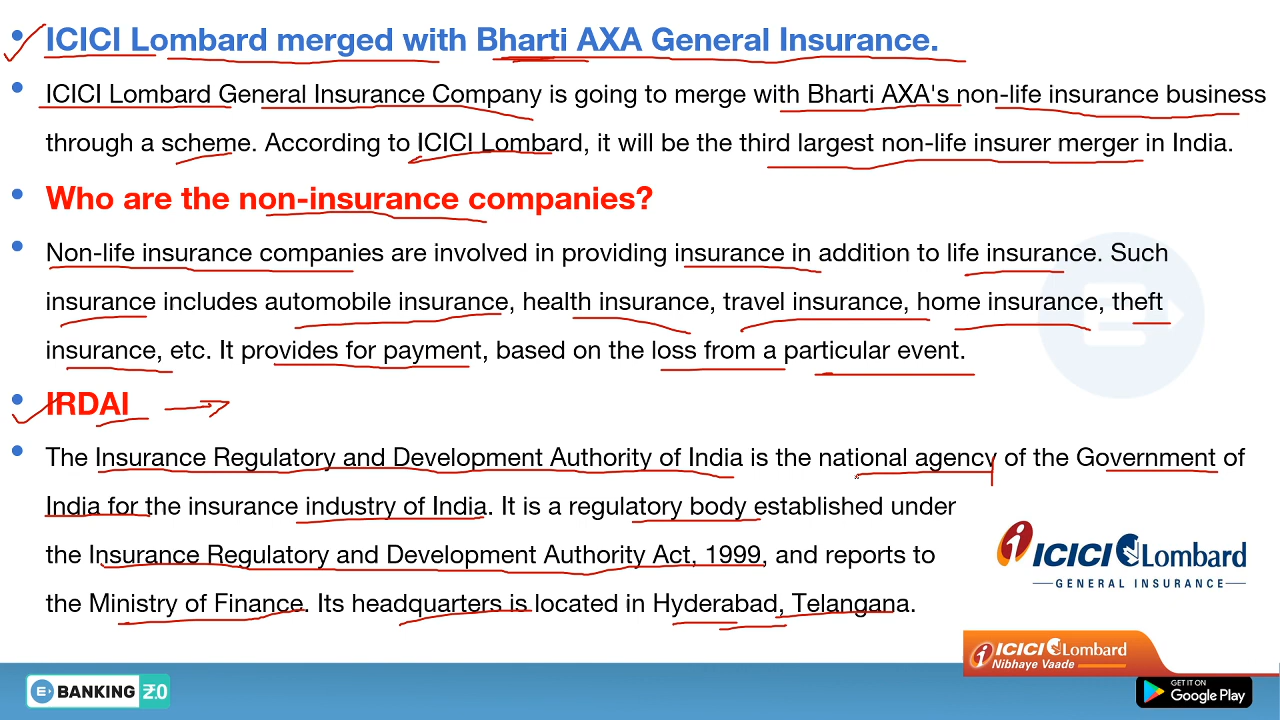 ICICI Lombard merged with Bharti AXA General Insurance.
ICICI Lombard General Insurance Company is going to merge with Bharti AXA's non-life insurance business
through a scheme. According to ICICI Lombard, it will be the third largest non-life insurer merger in India.
Who are the non-insurance companies?
Non-life insurance companies are involved in providing insurance in addition to life insurance. Such
insurance includes automobile insurance, health insurance, travel insurance, home insurance, theft
insurance, etc. It provides for payment, based on the loss from a particular event.
IRDAI
The Insurance Regulatory and Development Authority of India is the national agency of the Government of
India for the insurance industry of India. It is a regulatory body established under
the Insurance Regulatory and Development Authority Act, 1999, and reports to
the Ministry of Finance. Its headquarters is located in Hyderabad, Telangana.
ICICI Lombard
GENERAL INSURANCE
ICICI Lombard
Nibhaye Vaade
BANKING 2.0
GET IT ON
Google Play